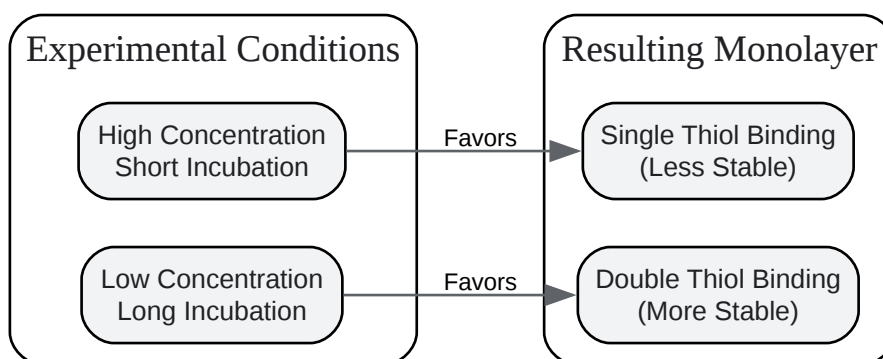 Experimental Conditions
High Concentration
Short Incubation
Favors
Low Concentration
Long Incubation
Favors
Resulting Monolayer
Single Thiol Binding
(Less Stable)
Double Thiol Binding
(More Stable)